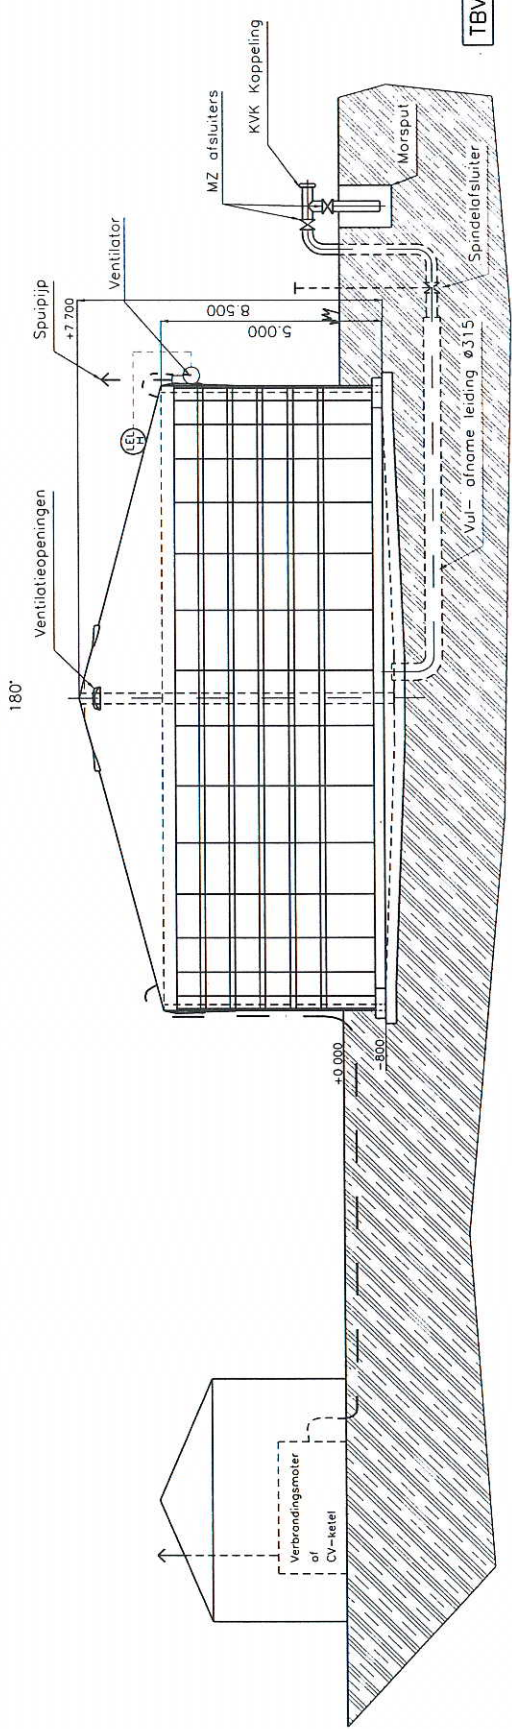 180°
Ventilatieopeningen
Spuipijp
Ventilator
MZ afsluiters
KVK Koppeling
TBV
+7.700
LEL
H
8.500
5.000
Morsput
Spindelafsluiter
Vul- afname leiding ø315
+0.000
-800
Verbrandingsmoter
of
CV-ketel